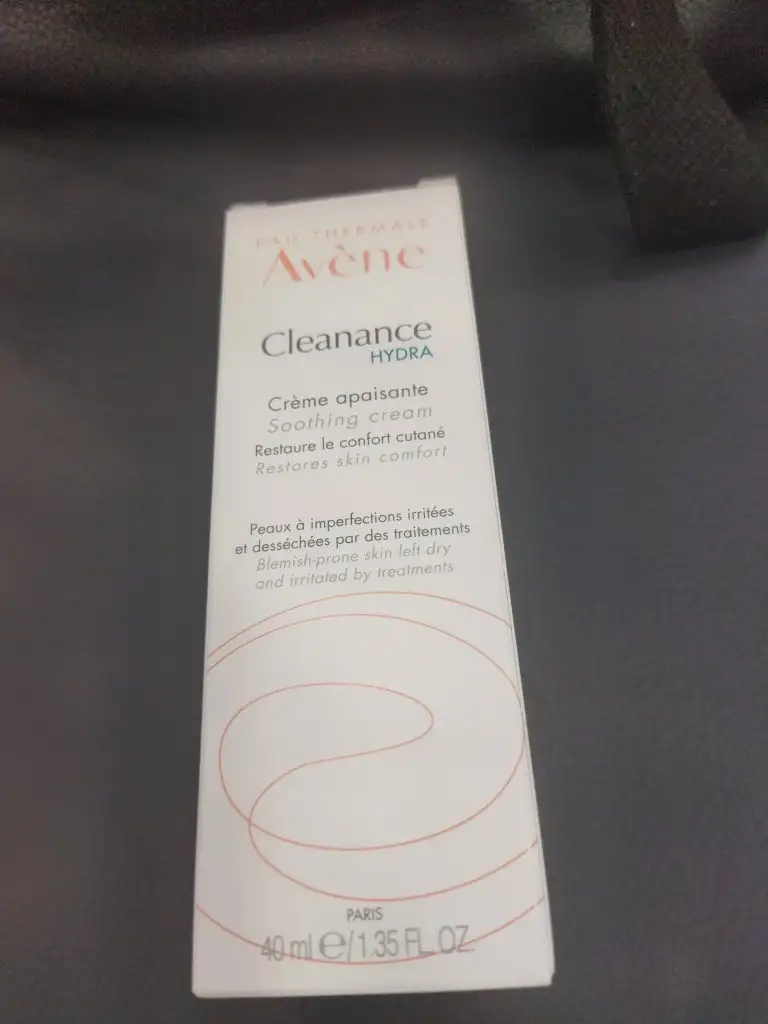 EAU THERMALE
Avène
Cleanance
HYDRA
Crème apaisante
Soothing cream
Restaure le confort cutané
Restores skin comfort
Peaux à imperfections irritées
et desséchées par des traitements
Blemish-prone skin left dry
and irritated by treatments
PARIS
40 ml ℮/1.35 FL. OZ.